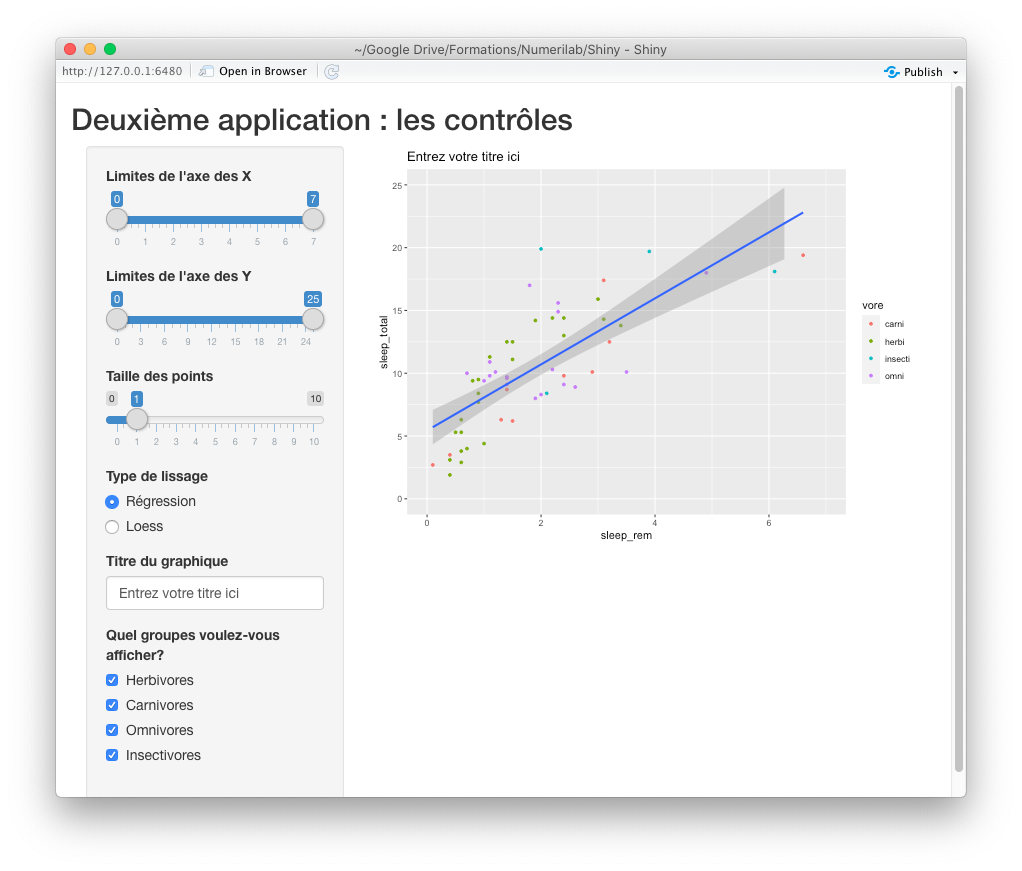 ~/Google Drive/Formations/Numerilab/Shiny - Shiny
http://127.0.0.1:6480 Open in Browser Publish
Deuxième application : les contrôles
Limites de l'axe des X
0 7
0 1 2 3 4 5 6 7
Limites de l'axe des Y
0 25
0 3 6 9 12 15 18 21 24
Taille des points
0 1 10
0 1 2 3 4 5 6 7 8 9 10
Type de lissage
Régression
Loess
Titre du graphique
Entrez votre titre ici
Quel groupes voulez-vous
afficher?
Herbivores
Carnivores
Omnivores
Insectivores
Entrez votre titre ici
25
20
15
10
5
0
sleep_total
0 2 4 6
sleep_rem
vore
carni
herbi
insecti
omni